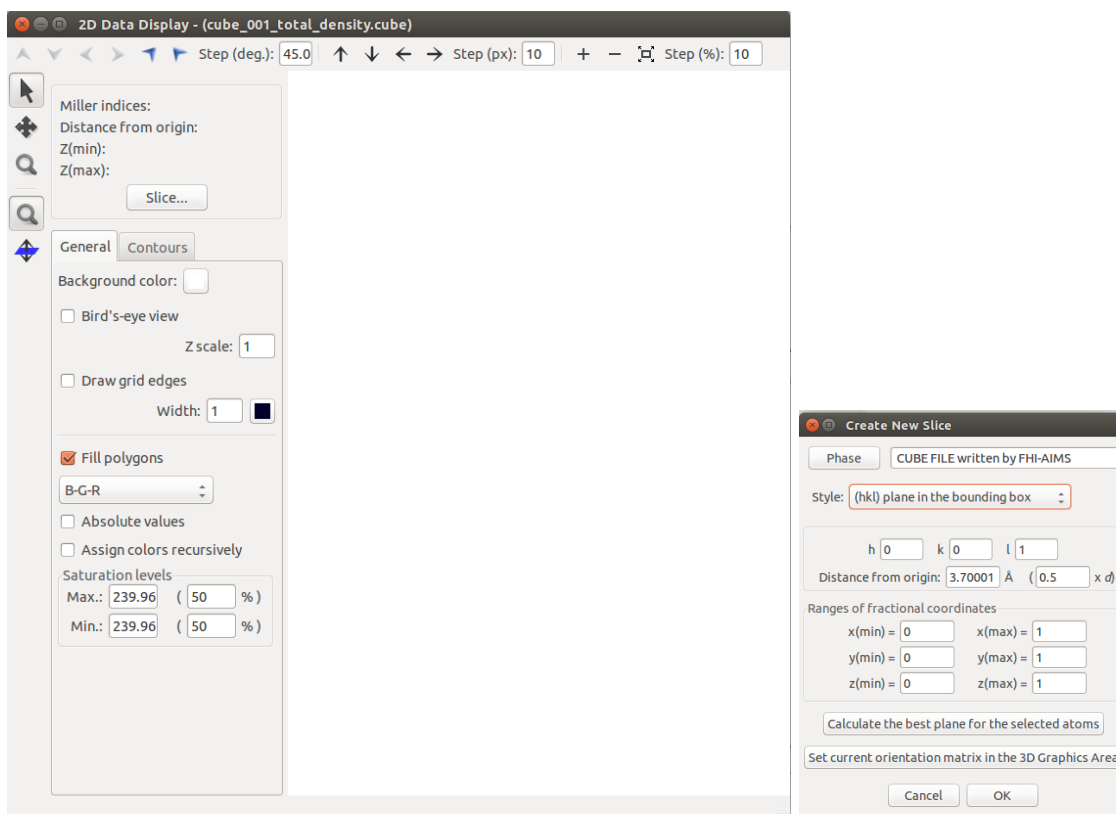 2D Data Display - (cube_001_total_density.cube)
Step (deg.): 45.0 Step (px): 10 + − Step (%): 10
Miller indices:
Distance from origin:
Z(min):
Z(max):
Slice...
General Contours
Background color:
Bird's-eye view
Z scale: 1
Draw grid edges
Width: 1
Fill polygons
B-G-R
Absolute values
Assign colors recursively
Saturation levels
Max.: 239.96 ( 50 % )
Min.: 239.96 ( 50 % )
Create New Slice
Phase CUBE FILE written by FHI-AIMS
Style: (hkl) plane in the bounding box
h 0 k 0 l 1
Distance from origin: 3.70001 Å ( 0.5 x d)
Ranges of fractional coordinates
x(min) = 0 x(max) = 1
y(min) = 0 y(max) = 1
z(min) = 0 z(max) = 1
Calculate the best plane for the selected atoms
Set current orientation matrix in the 3D Graphics Area
Cancel OK